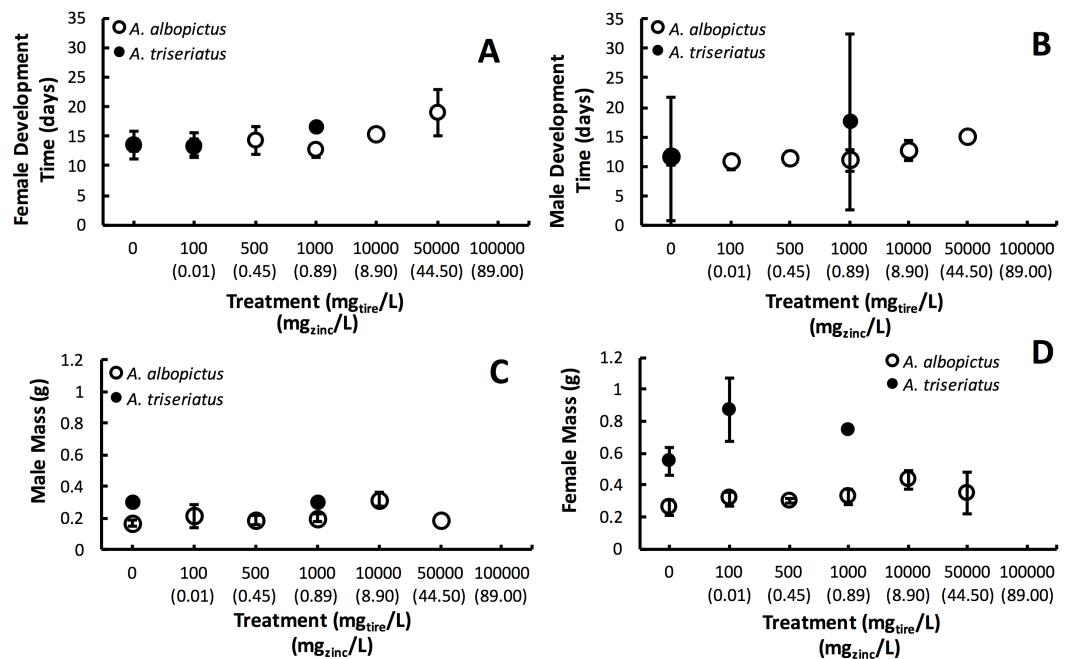 Female Development
Time (days)
35
30
25
20
15
10
5
0
A. albopictus
A. triseriatus
A
0 100 500 1000 10000 50000 100000
(0.01) (0.45) (0.89) (8.90) (44.50) (89.00)
Treatment (mgtire/L)
(mgzinc/L)
Male Development
Time (days)
35
30
25
20
15
10
5
0
A. albopictus
A. triseriatus
B
0 100 500 1000 10000 50000 100000
(0.01) (0.45) (0.89) (8.90) (44.50) (89.00)
Treatment (mgtire/L)
(mgzinc/L)
Male Mass (g)
1.2
1
0.8
0.6
0.4
0.2
0
A. albopictus
A. triseriatus
C
0 100 500 1000 10000 50000 100000
(0.01) (0.45) (0.89) (8.90) (44.50) (89.00)
Treatment (mgtire/L)
(mgzinc/L)
Female Mass (g)
1.2
1
0.8
0.6
0.4
0.2
0
A. albopictus
A. triseriatus
D
0 100 500 1000 10000 50000 100000
(0.01) (0.45) (0.89) (8.90) (44.50) (89.00)
Treatment (mgtire/L)
(mgzinc/L)